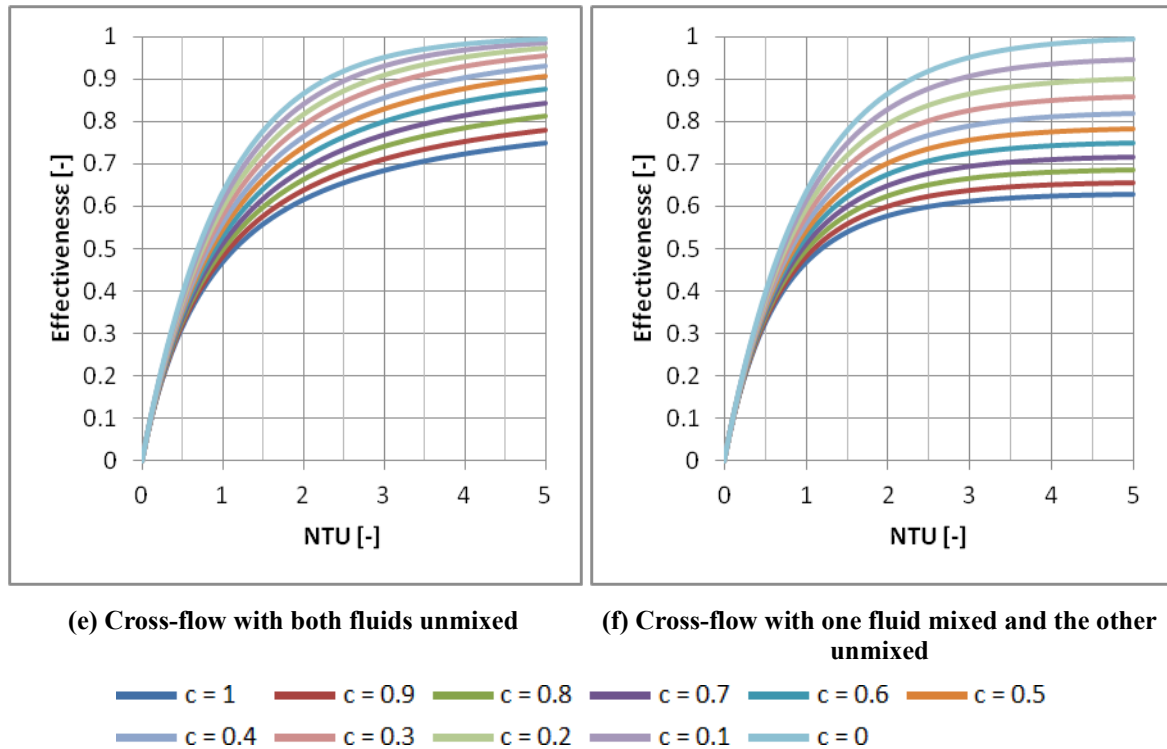 1
0.9
0.8
0.7
0.6
0.5
0.4
0.3
0.2
0.1
0
Effectivenessε [-]
0 1 2 3 4 5
NTU [-]
1
0.9
0.8
0.7
0.6
0.5
0.4
0.3
0.2
0.1
0
Effectivenessε [-]
0 1 2 3 4 5
NTU [-]
(e) Cross-flow with both fluids unmixed
(f) Cross-flow with one fluid mixed and the other
unmixed
c = 1 c = 0.9 c = 0.8 c = 0.7 c = 0.6 c = 0.5
c = 0.4 c = 0.3 c = 0.2 c = 0.1 c = 0